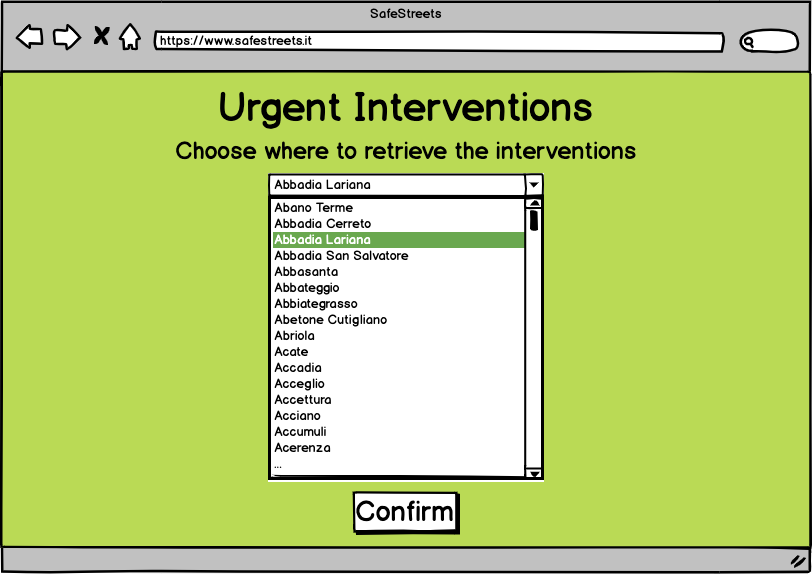 SafeStreets
https://www.safestreets.it
Urgent Interventions
Choose where to retrieve the interventions
Abbadia Lariana
Abano Terme
Abbadia Cerreto
Abbadia Lariana
Abbadia San Salvatore
Abbasanta
Abbateggio
Abbiategrasso
Abetone Cutigliano
Abriola
Acate
Accadia
Acceglio
Accettura
Acciano
Accumuli
Acerenza
...
Confirm